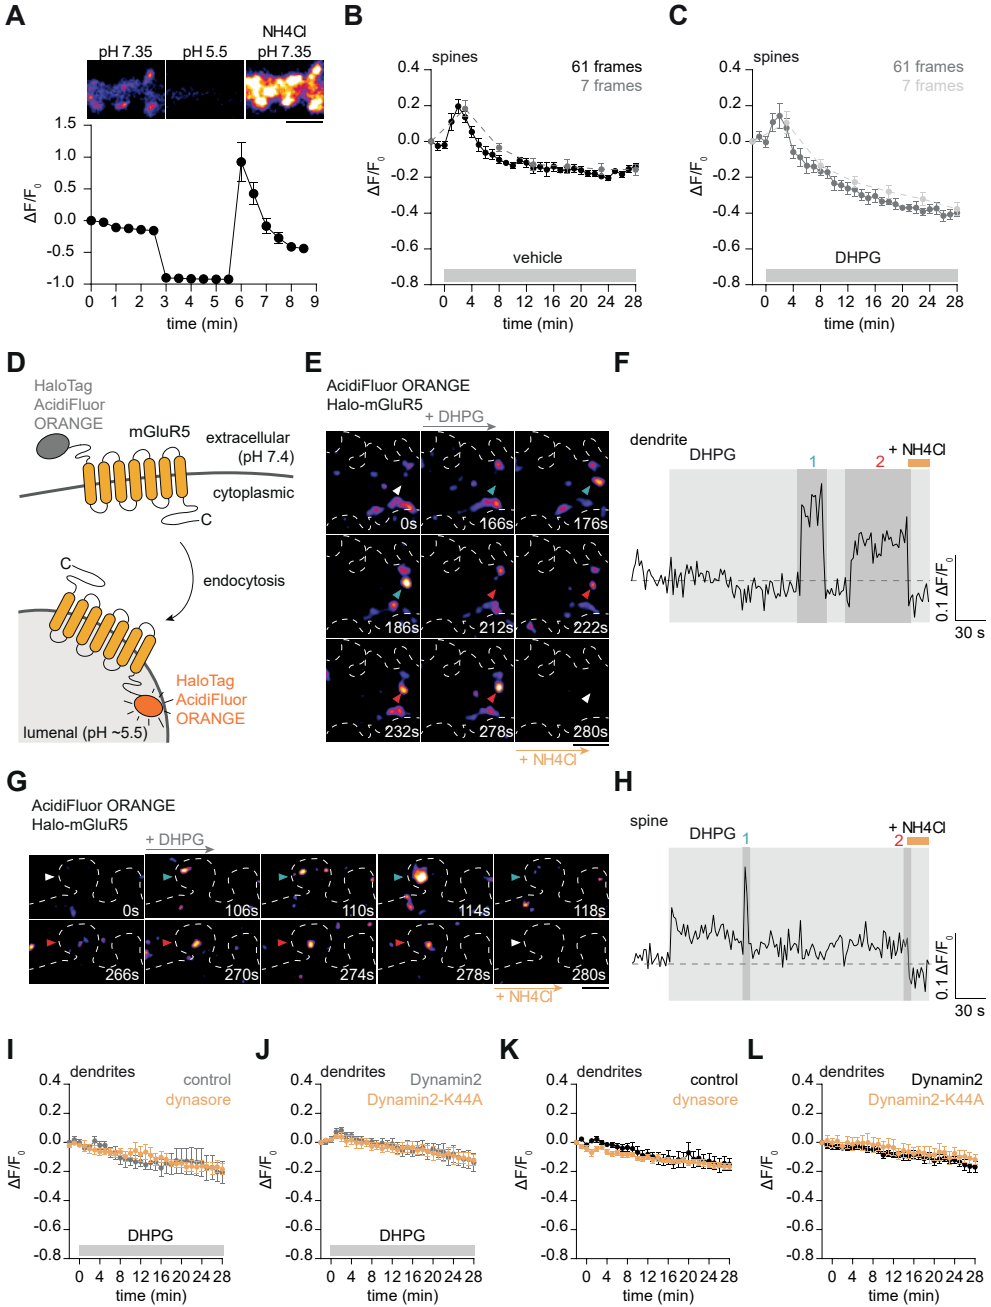 A
NH4Cl
pH 7.35 pH 5.5 pH 7.35
1.5
1.0
0.5
0.0
-0.5
-1.0
ΔF/F0
0 1 2 3 4 5 6 7 8 9
time (min)
B
spines
61 frames
7 frames
0.4
0.2
0.0
-0.2
-0.4
-0.6
-0.8
ΔF/F0
vehicle
0 4 8 12 16 20 24 28
time (min)
C
spines
61 frames
7 frames
0.4
0.2
0.0
-0.2
-0.4
-0.6
-0.8
ΔF/F0
DHPG
0 4 8 12 16 20 24 28
time (min)
D
HaloTag
AcidiFluor
ORANGE
mGluR5
extracellular
(pH 7.4)
cytoplasmic
C
C
endocytosis
HaloTag
AcidiFluor
ORANGE
lumenal (pH ~5.5)
E
AcidiFluor ORANGE
Halo-mGluR5
+ DHPG
0s 166s 176s
186s 212s 222s
232s 278s 280s
+ NH4Cl
F
dendrite
DHPG
+ NH4Cl
1 2
0.1 ΔF/F0
30 s
G
AcidiFluor ORANGE
Halo-mGluR5
+ DHPG
0s 106s 110s 114s 118s
266s 270s 274s 278s 280s
+ NH4Cl
H
spine
DHPG 1
+ NH4Cl
2
0.1 ΔF/F0
30 s
I
dendrites
control
dynasore
0.4
0.2
0.0
-0.2
-0.4
-0.6
-0.8
ΔF/F0
DHPG
0 4 8 12 16 20 24 28
time (min)
J
dendrites
Dynamin2
Dynamin2-K44A
0.4
0.2
0.0
-0.2
-0.4
-0.6
-0.8
ΔF/F0
DHPG
0 4 8 12 16 20 24 28
time (min)
K
dendrites
control
dynasore
0.4
0.2
0.0
-0.2
-0.4
-0.6
-0.8
ΔF/F0
0 4 8 12 16 20 24 28
time (min)
L
dendrites
Dynamin2
Dynamin2-K44A
0.4
0.2
0.0
-0.2
-0.4
-0.6
-0.8
ΔF/F0
0 4 8 12 16 20 24 28
time (min)